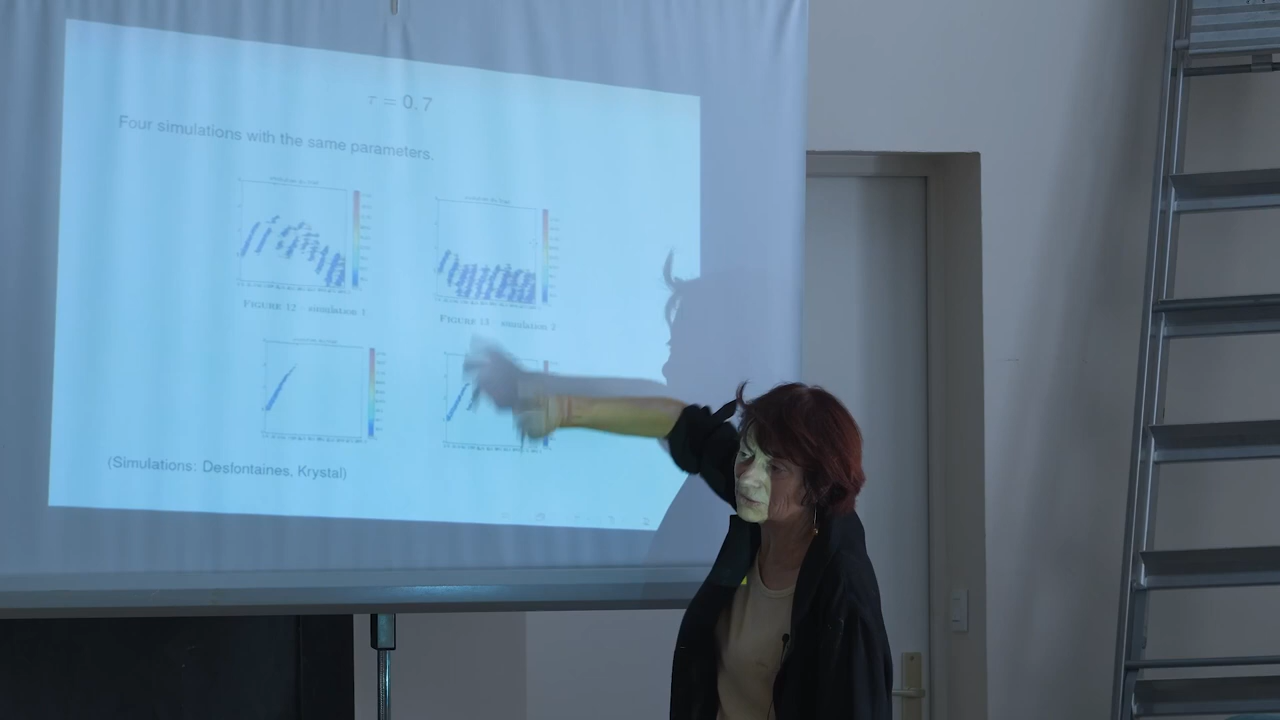 τ = 0.7
Four simulations with the same parameters.
FIGURE 12 – simulation 1
FIGURE 13 – simulation 2
(Simulations: Desfontaines, Krystal)